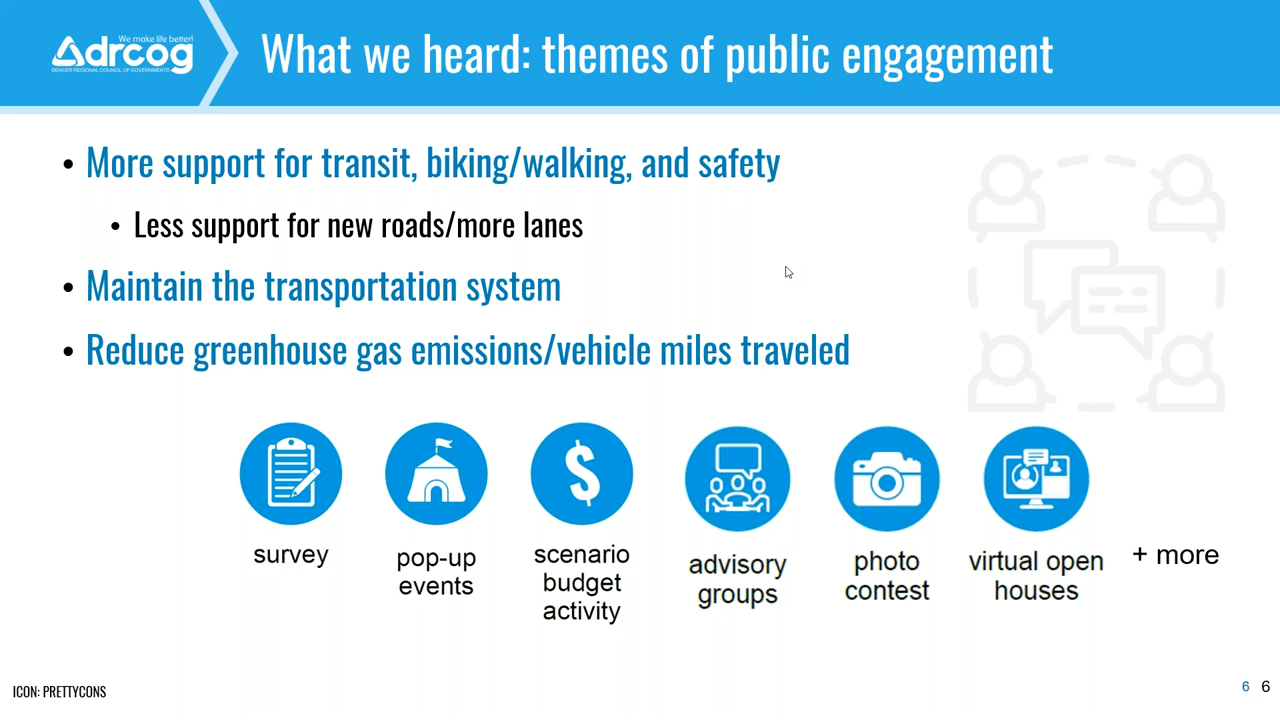 We make life better!
drcog
DENVER REGIONAL COUNCIL OF GOVERNMENTS
What we heard: themes of public engagement
• More support for transit, biking/walking, and safety
• Less support for new roads/more lanes
• Maintain the transportation system
• Reduce greenhouse gas emissions/vehicle miles traveled
survey
pop-up
events
scenario
budget
activity
advisory
groups
photo
contest
virtual open
houses
+ more
ICON: PRETTYCONS
6 6